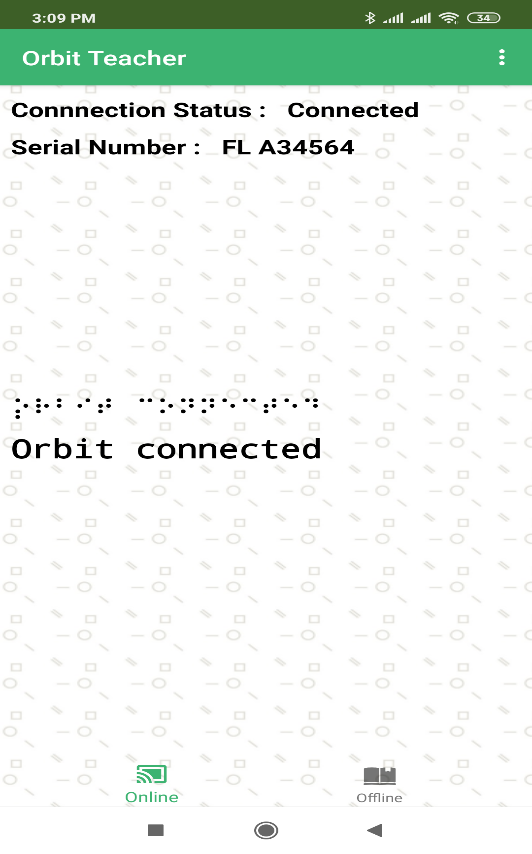 3:09 PM
34
Orbit Teacher
Connnection Status : Connected
Serial Number : FL A34564
⡕⠗⠃⠊⠞ ⠉⠕⠝⠝⠑⠉⠞⠑⠙
Orbit connected
Online
Offline